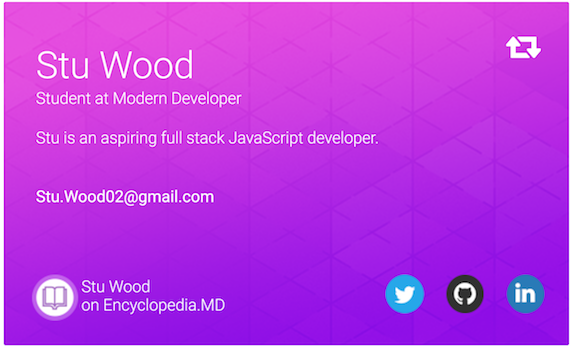 Stu Wood
Student at Modern Developer
Stu is an aspiring full stack JavaScript developer.
Stu.Wood02@gmail.com
Stu Wood
on Encyclopedia.MD
in